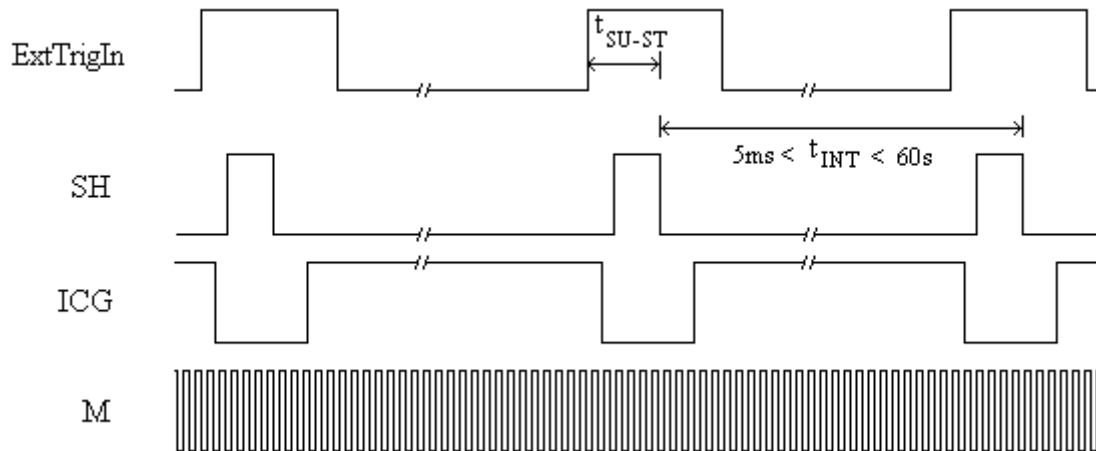 ExtTrigIn
tSU-ST
5ms < tINT < 60s
SH
ICG
M